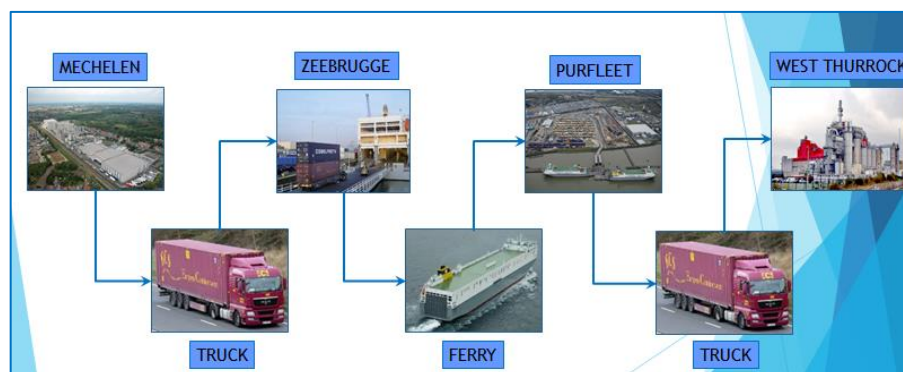 MECHELEN
ZEEBRUGGE
PURFLEET
WEST THURROCK
TRUCK
FERRY
TRUCK